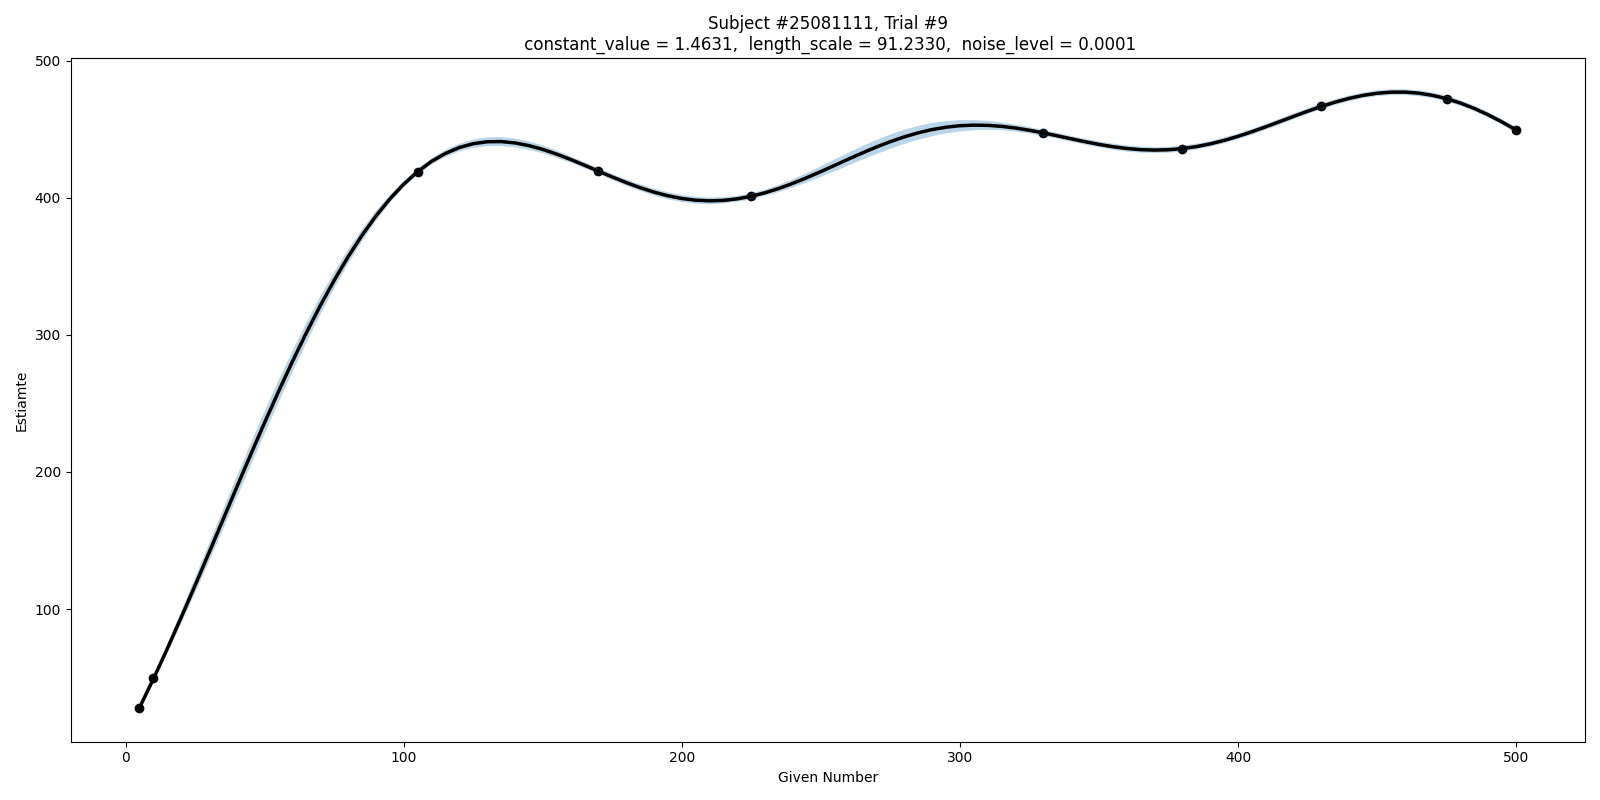 Subject #25081111, Trial #9
constant_value = 1.4631,  length_scale = 91.2330,  noise_level = 0.0001
500
400
300
200
100
Estiamte
0
100
200
300
400
500
Given Number